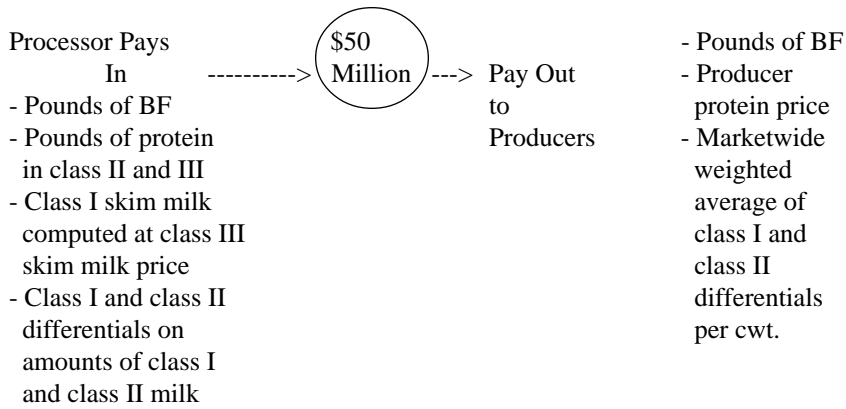 Processor Pays
In ---------->
- Pounds of BF
- Pounds of protein
in class II and III
- Class I skim milk
computed at class III
skim milk price
- Class I and class II
differentials on
amounts of class I
and class II milk
$50
Million
---> Pay Out
to
Producers
- Pounds of BF
- Producer
protein price
- Marketwide
weighted
average of
class I and
class II
differentials
per cwt.